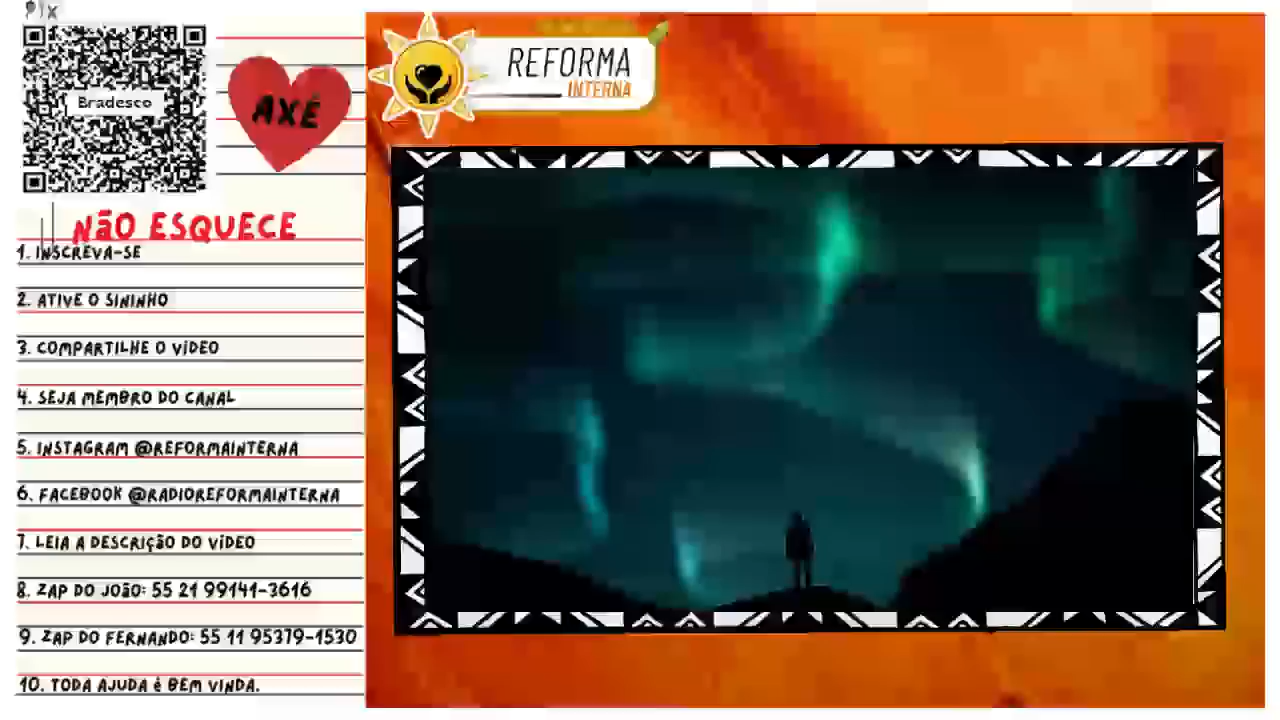 Pix
Bradesco
AXÉ
REFORMA
INTERNA
NÃO ESQUECE
1. INSCREVA-SE
2. ATIVE O SININHO
3. COMPARTILHE O VÍDEO
4. SEJA MEMBRO DO CANAL
5. INSTAGRAM @REFORMAINTERNA
6. FACEBOOK @RADIOREFORMAINTERNA
7. LEIA A DESCRIÇÃO DO VÍDEO
8. ZAP DO JOÃO: 55 21 99141-3616
9. ZAP DO FERNANDO: 55 11 95379-1530
10. TODA AJUDA É BEM VINDA.